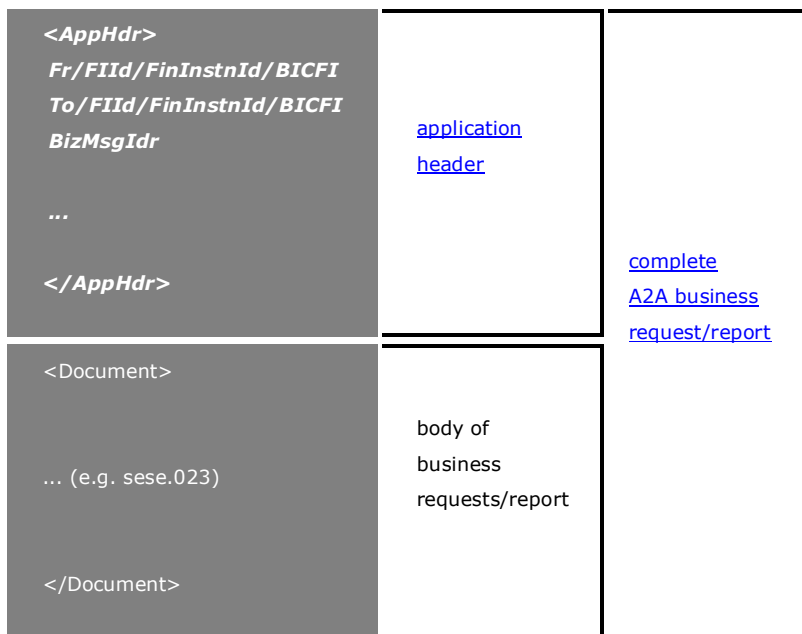 <AppHdr>
Fr/FIId/FinInstnId/BICFI
To/FIId/FinInstnId/BICFI
BizMsgIdr
...
</AppHdr>
application
header
<Document>
... (e.g. sese.023)
</Document>
body of
business
requests/report
complete
A2A business
request/report